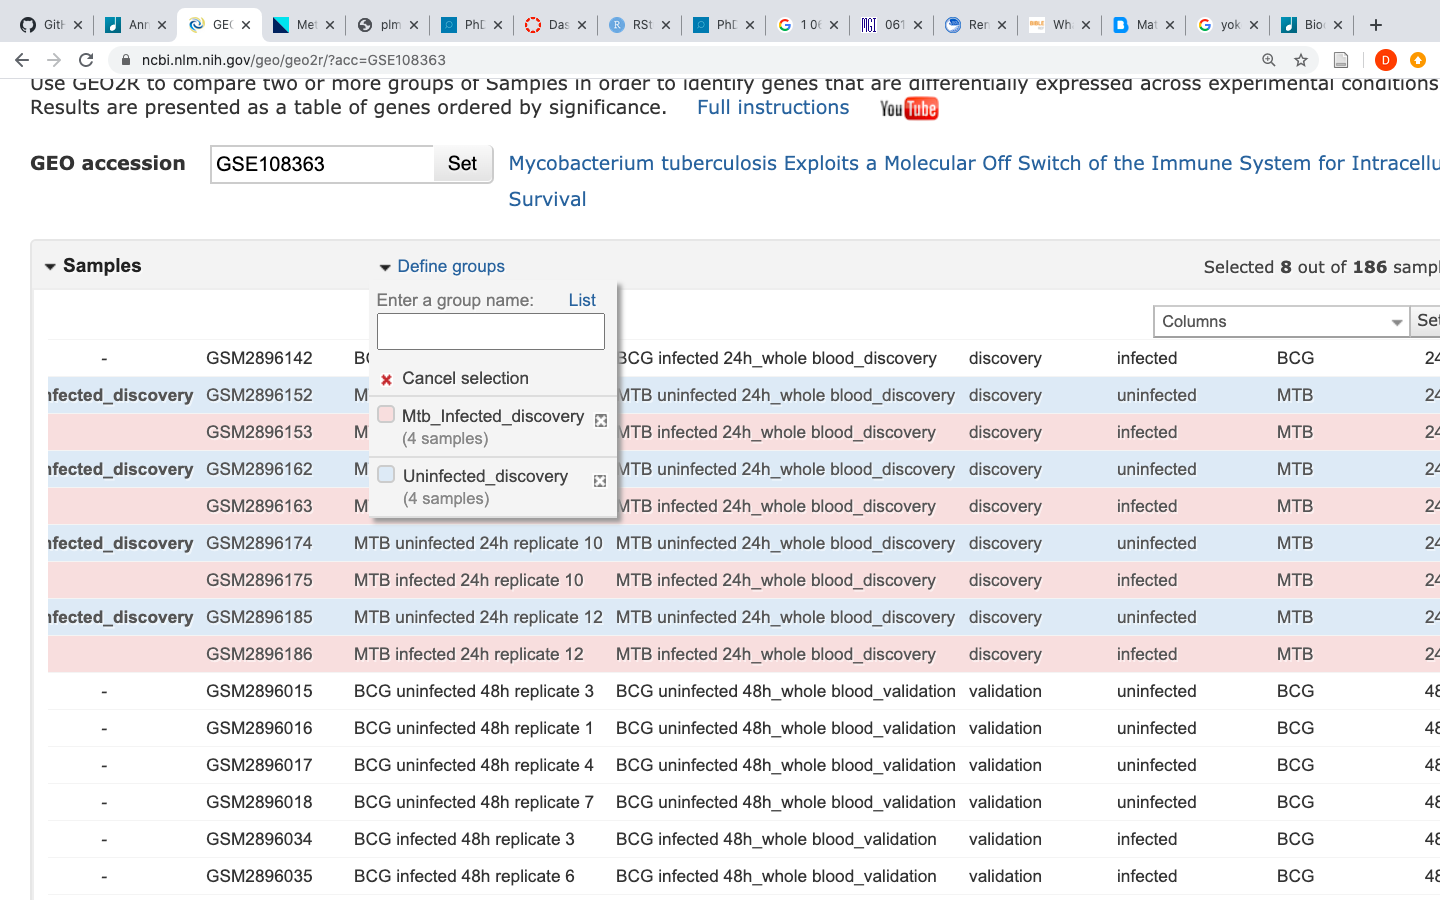 GitH
Ann
GEO
Met
plm
PhD
Das
RSt
PhD
1 06
061
Ren
Wh
Mat
yok
Bio
ncbi.nlm.nih.gov/geo/geo2r/?acc=GSE108363
D
Use GEO2R to compare two or more groups of Samples in order to identify genes that are differentially expressed across experimental conditions
Results are presented as a table of genes ordered by significance. Full instructions YouTube
GEO accession GSE108363 Set Mycobacterium tuberculosis Exploits a Molecular Off Switch of the Immune System for Intracellu
Survival
Samples Define groups Selected 8 out of 186 sampl
Enter a group name: List
Columns Set
Cancel selection
Mtb_Infected_discovery
(4 samples)
Uninfected_discovery
(4 samples)
- GSM2896142 BC BCG infected 24h_whole blood_discovery discovery infected BCG 24
nfected_discovery GSM2896152 M MTB uninfected 24h_whole blood_discovery discovery uninfected MTB 24
GSM2896153 M MTB infected 24h_whole blood_discovery discovery infected MTB 24
nfected_discovery GSM2896162 M MTB uninfected 24h_whole blood_discovery discovery uninfected MTB 24
GSM2896163 M MTB infected 24h_whole blood_discovery discovery infected MTB 24
nfected_discovery GSM2896174 MTB uninfected 24h replicate 10 MTB uninfected 24h_whole blood_discovery discovery uninfected MTB 24
GSM2896175 MTB infected 24h replicate 10 MTB infected 24h_whole blood_discovery discovery infected MTB 24
nfected_discovery GSM2896185 MTB uninfected 24h replicate 12 MTB uninfected 24h_whole blood_discovery discovery uninfected MTB 24
GSM2896186 MTB infected 24h replicate 12 MTB infected 24h_whole blood_discovery discovery infected MTB 24
- GSM2896015 BCG uninfected 48h replicate 3 BCG uninfected 48h_whole blood_validation validation uninfected BCG 48
- GSM2896016 BCG uninfected 48h replicate 1 BCG uninfected 48h_whole blood_validation validation uninfected BCG 48
- GSM2896017 BCG uninfected 48h replicate 4 BCG uninfected 48h_whole blood_validation validation uninfected BCG 48
- GSM2896018 BCG uninfected 48h replicate 7 BCG uninfected 48h_whole blood_validation validation uninfected BCG 48
- GSM2896034 BCG infected 48h replicate 3 BCG infected 48h_whole blood_validation validation infected BCG 48
- GSM2896035 BCG infected 48h replicate 6 BCG infected 48h_whole blood_validation validation infected BCG 48